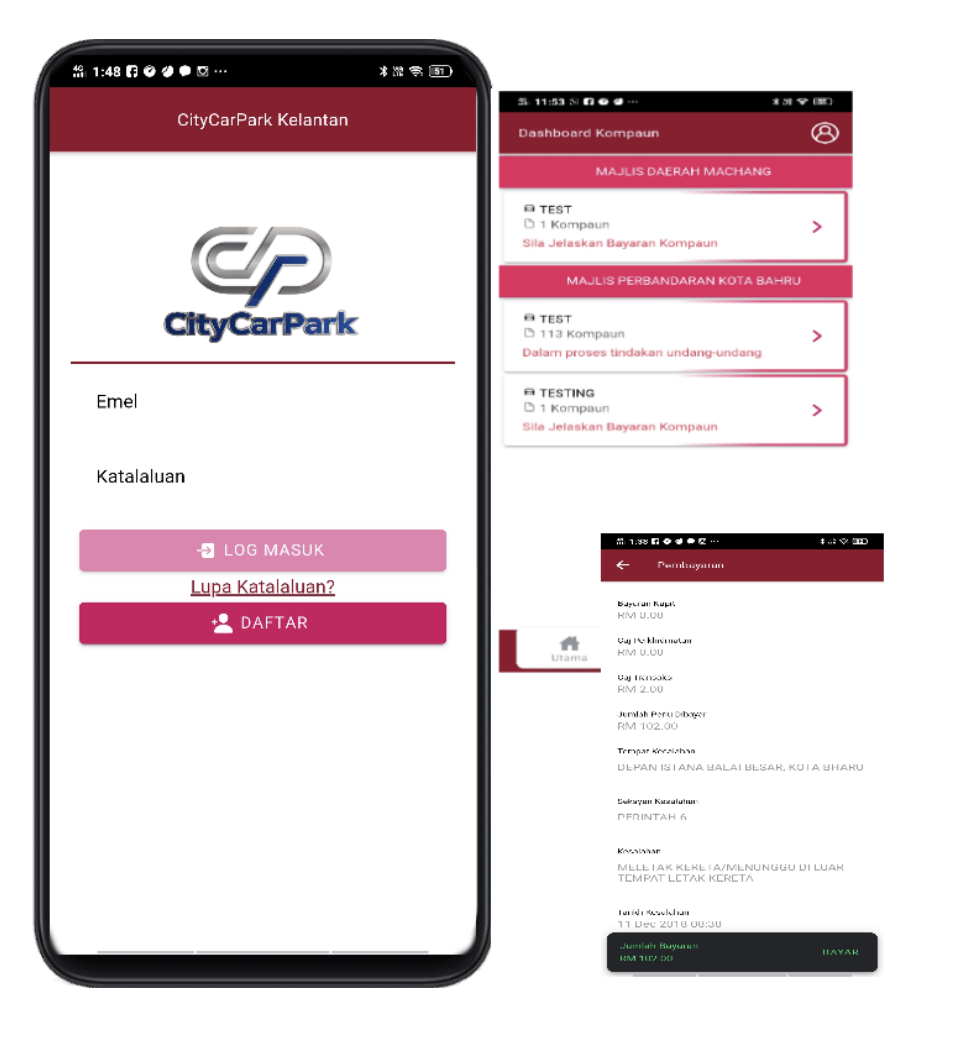 4G 1:48 51
CityCarPark Kelantan
CityCarPark
Emel
Katalaluan
LOG MASUK
Lupa Katalaluan?
DAFTAR
11:53
Dashboard Kompaun
MAJLIS DAERAH MACHANG
TEST
1 Kompaun
Sila Jelaskan Bayaran Kompaun
MAJLIS PERBANDARAN KOTA BAHRU
TEST
113 Kompaun
Dalam proses tindakan undang-undang
TESTING
1 Kompaun
Sila Jelaskan Bayaran Kompaun
Utama
1:38
Pembayaran
RM 0.00
Caj Perkhidmatan
RM 0.00
Caj Transaksi
RM 2.00
Jumlah Perlu Dibayar
RM 102.00
Tempat Kesalahan
DEPAN ISTANA BALAI BESAR, KOTA BHARU
Seksyen Kesalahan
PERINTAH 6
Kesalahan
MELETAK KERETA/MENUNGGU DI LUAR
TEMPAT LETAK KERETA
Tarikh Kesalahan
11 Dec 2018 08:38
Jumlah Bayaran
RM 102.00
BAYAR